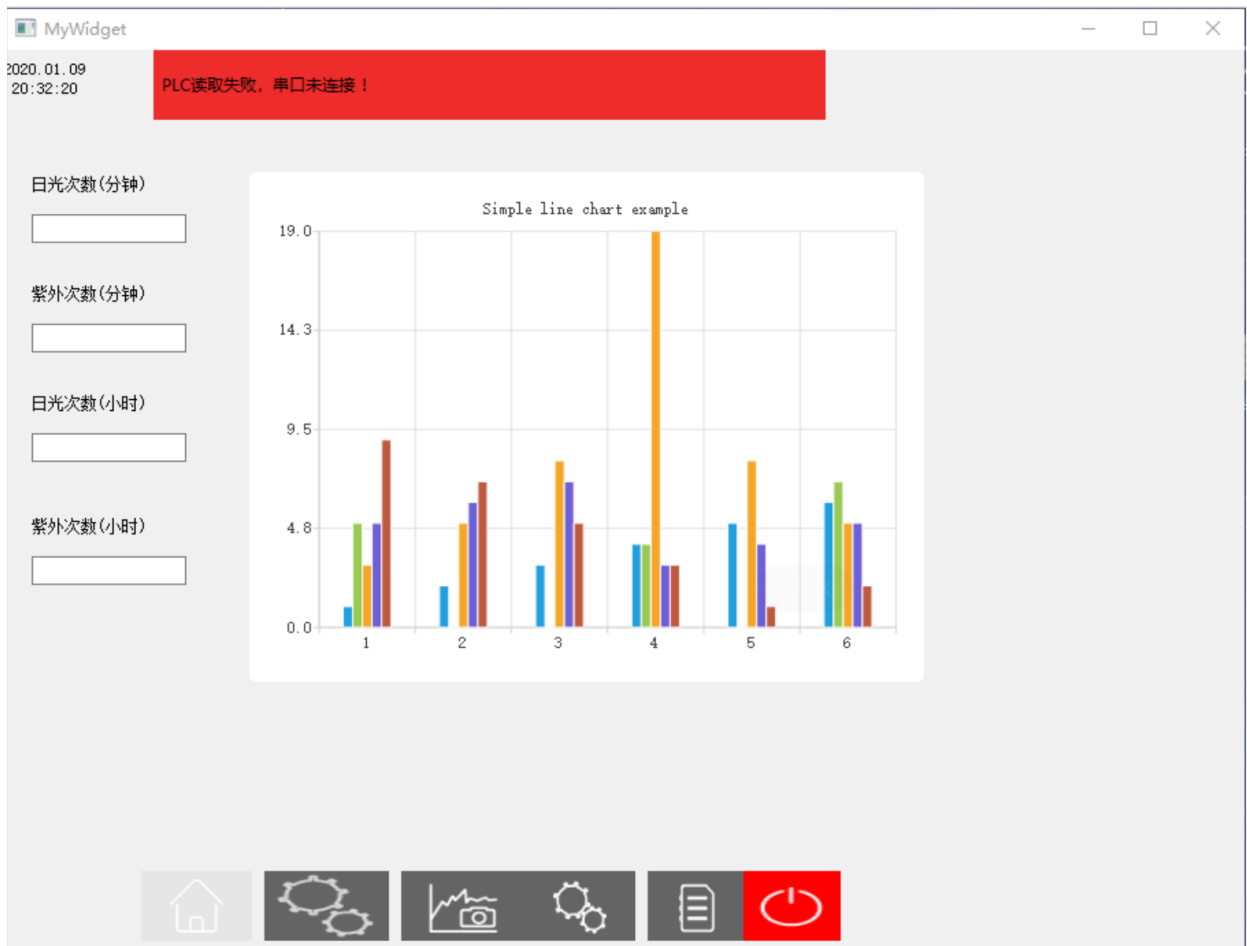 MyWidget
2020.01.09
20:32:20
PLC读取失败，串口未连接！
日光次数(分钟)
紫外次数(分钟)
日光次数(小时)
紫外次数(小时)
Simple line chart example
19.0
14.3
9.5
4.8
0.0
1 2 3 4 5 6